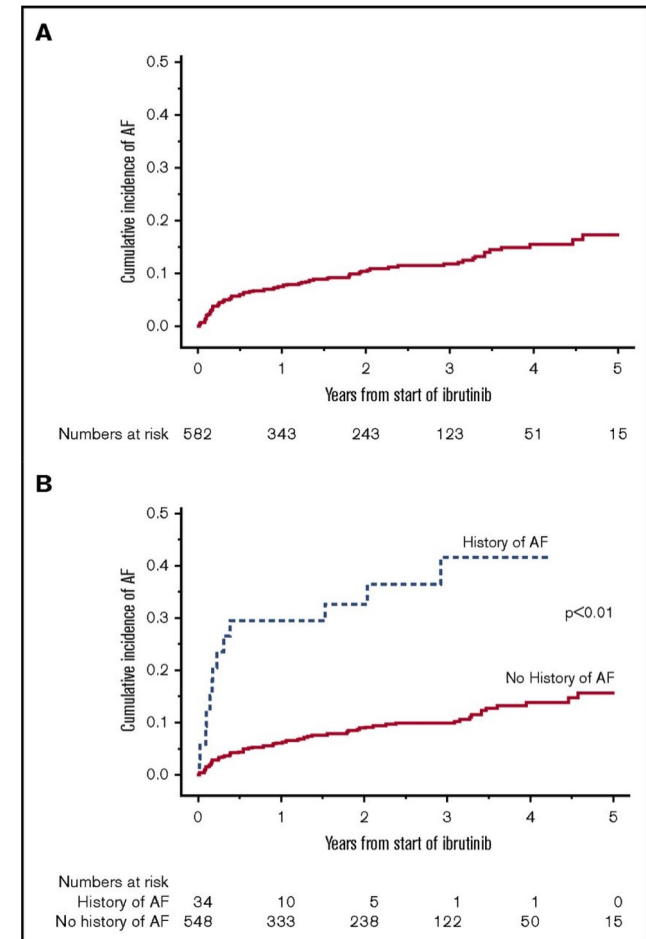 A
Cumulative incidence of AF
0.5
0.4
0.3
0.2
0.1
0.0
0 1 2 3 4 5
Years from start of ibrutinib
Numbers at risk 582 343 243 123 51 15
B
Cumulative incidence of AF
0.5
0.4
0.3
0.2
0.1
0.0
History of AF
p<0.01
No History of AF
0 1 2 3 4 5
Years from start of ibrutinib
Numbers at risk
History of AF 34 10 5 1 1 0
No history of AF 548 333 238 122 50 15